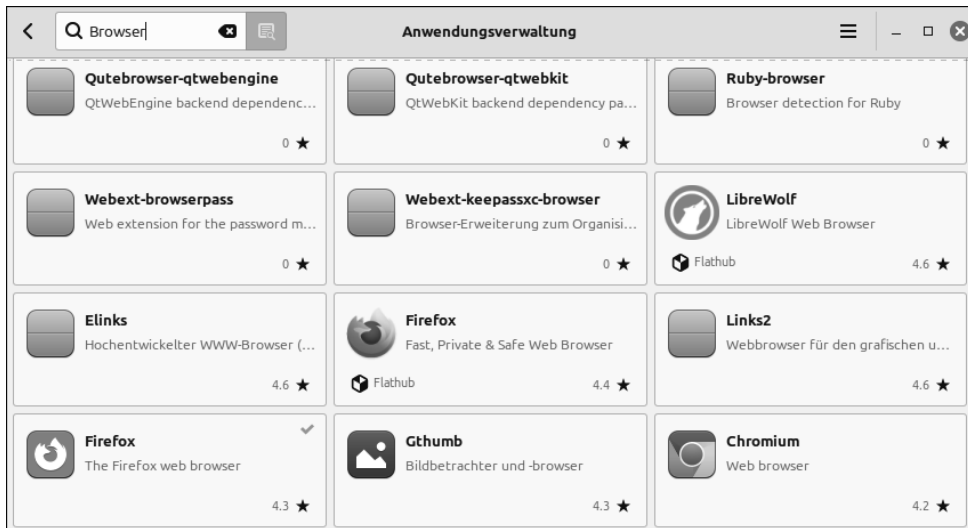 Browser
Anwendungsverwaltung
Qutebrowser-qtwebengine
QtWebEngine backend dependenc...
0 ★
Qutebrowser-qtwebkit
QtWebKit backend dependency pa...
0 ★
Ruby-browser
Browser detection for Ruby
0 ★
Webext-browserpass
Web extension for the password m...
0 ★
Webext-keepassxc-browser
Browser-Erweiterung zum Organisi...
0 ★
LibreWolf
LibreWolf Web Browser
Flathub
4.6 ★
Elinks
Hochentwickelter WWW-Browser (...
4.6 ★
Firefox
Fast, Private & Safe Web Browser
Flathub
4.4 ★
Links2
Webbrowser für den grafischen u...
4.6 ★
Firefox
The Firefox web browser
4.3 ★
Gthumb
Bildbetrachter und -browser
4.3 ★
Chromium
Web browser
4.2 ★